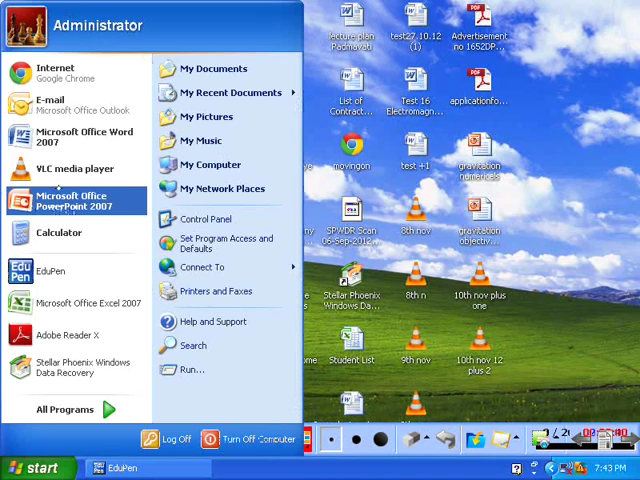 Administrator
Internet
Google Chrome
E-mail
Microsoft Office Outlook
Microsoft Office Word
2007
VLC media player
Microsoft Office
PowerPoint 2007
Calculator
EduPen
Microsoft Office Excel 2007
Adobe Reader X
Stellar Phoenix Windows
Data Recovery
All Programs
My Documents
My Recent Documents
My Pictures
My Music
My Computer
My Network Places
Control Panel
Set Program Access and
Defaults
Connect To
Printers and Faxes
Help and Support
Search
Run...
Log Off
Turn Off Computer
lecture plan
Padmavati
test27.10.12
(1)
Advertisement
no 1652DP...
List of
Contract...
Test 16
Electromagn...
applicationfo...
movingon
test +1
gravitation
numericals
SPWDR Scan
06-Sep-2012...
8th nov
gravitation
objectiv...
Stellar Phoenix
Windows Da...
8th n
10th nov plus
one
Student List
9th nov
10th nov 12
plus 2
start
EduPen
7:43 PM